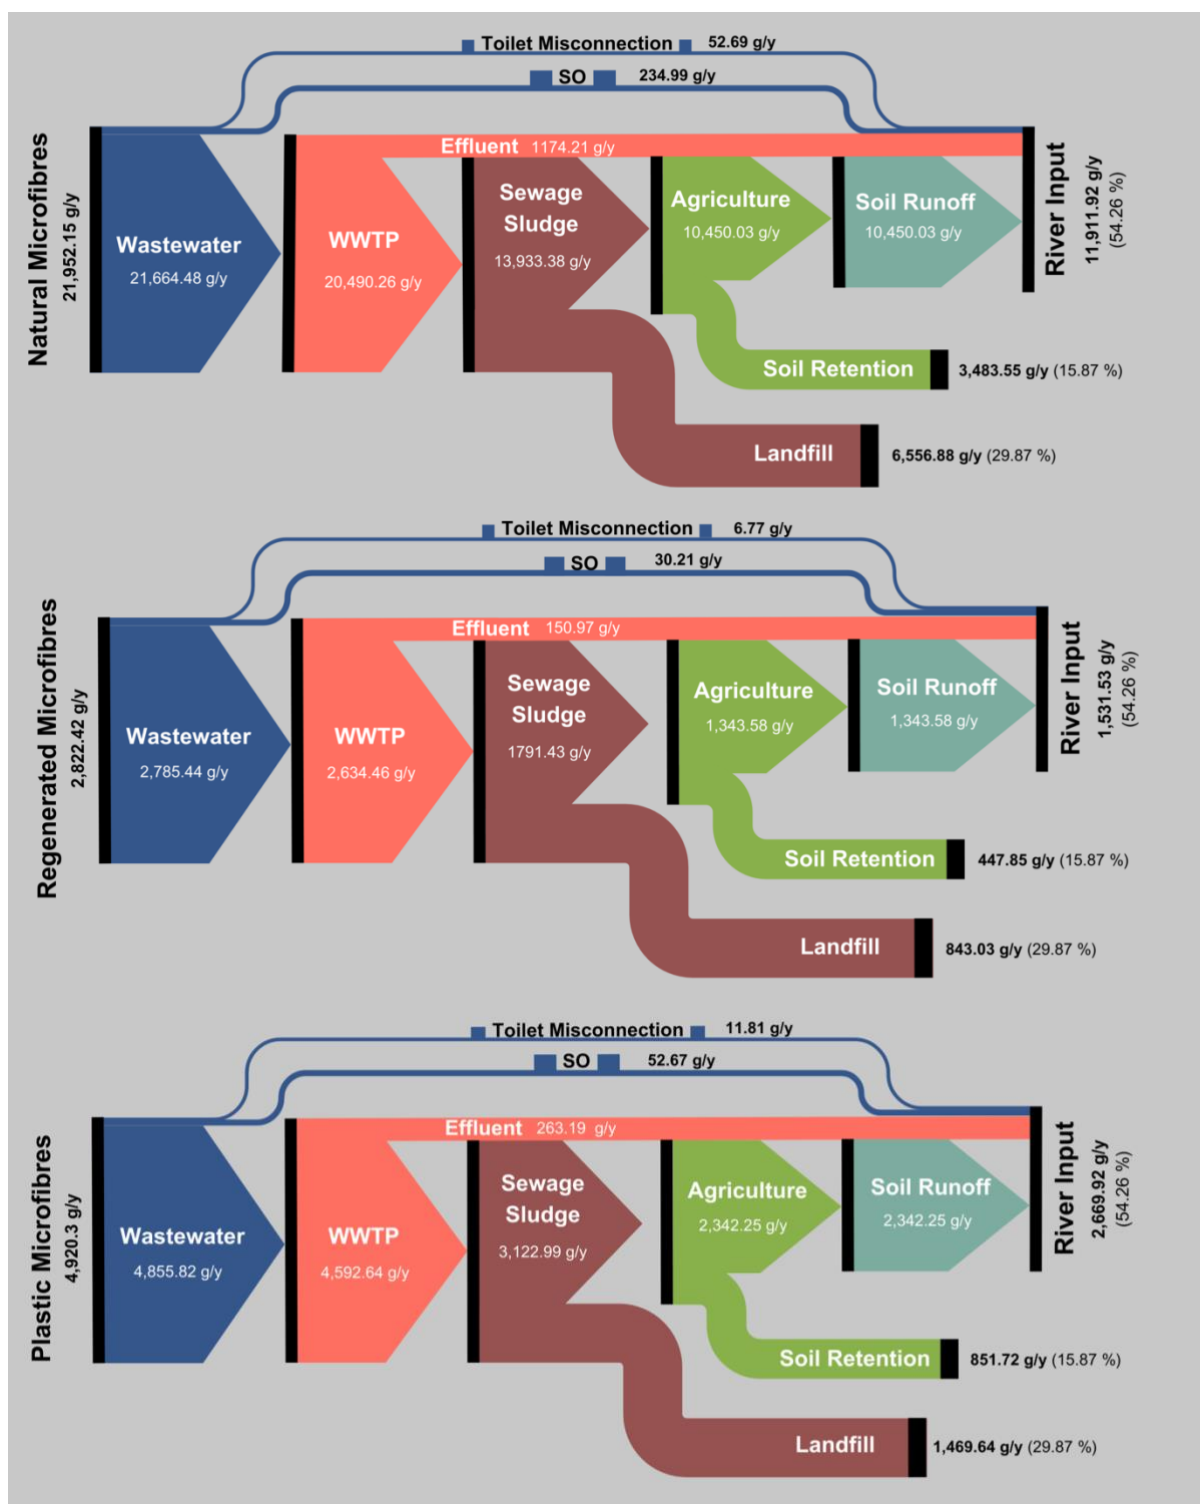 Toilet Misconnection 52.69 g/y
SO 234.99 g/y
Natural Microfibres
21,952.15 g/y
Effluent 1174.21 g/y
Wastewater
21,664.48 g/y
WWTP
20,490.26 g/y
Sewage
Sludge
13,933.38 g/y
Agriculture
10,450.03 g/y
Soil Runoff
10,450.03 g/y
River Input
11,911.92 g/y
(54.26 %)
Soil Retention 3,483.55 g/y (15.87 %)
Landfill 6,556.88 g/y (29.87 %)
Toilet Misconnection 6.77 g/y
SO 30.21 g/y
Regenerated Microfibres
2,822.42 g/y
Effluent 150.97 g/y
Wastewater
2,785.44 g/y
WWTP
2,634.46 g/y
Sewage
Sludge
1791.43 g/y
Agriculture
1,343.58 g/y
Soil Runoff
1,343.58 g/y
River Input
1,531.53 g/y
(54.26 %)
Soil Retention 447.85 g/y (15.87 %)
Landfill 843.03 g/y (29.87 %)
Toilet Misconnection 11.81 g/y
SO 52.67 g/y
Plastic Microfibres
4,920.3 g/y
Effluent 263.19 g/y
Wastewater
4,855.82 g/y
WWTP
4,592.64 g/y
Sewage
Sludge
3,122.99 g/y
Agriculture
2,342.25 g/y
Soil Runoff
2,342.25 g/y
River Input
2,669.92 g/y
(54.26 %)
Soil Retention 851.72 g/y (15.87 %)
Landfill 1,469.64 g/y (29.87 %)